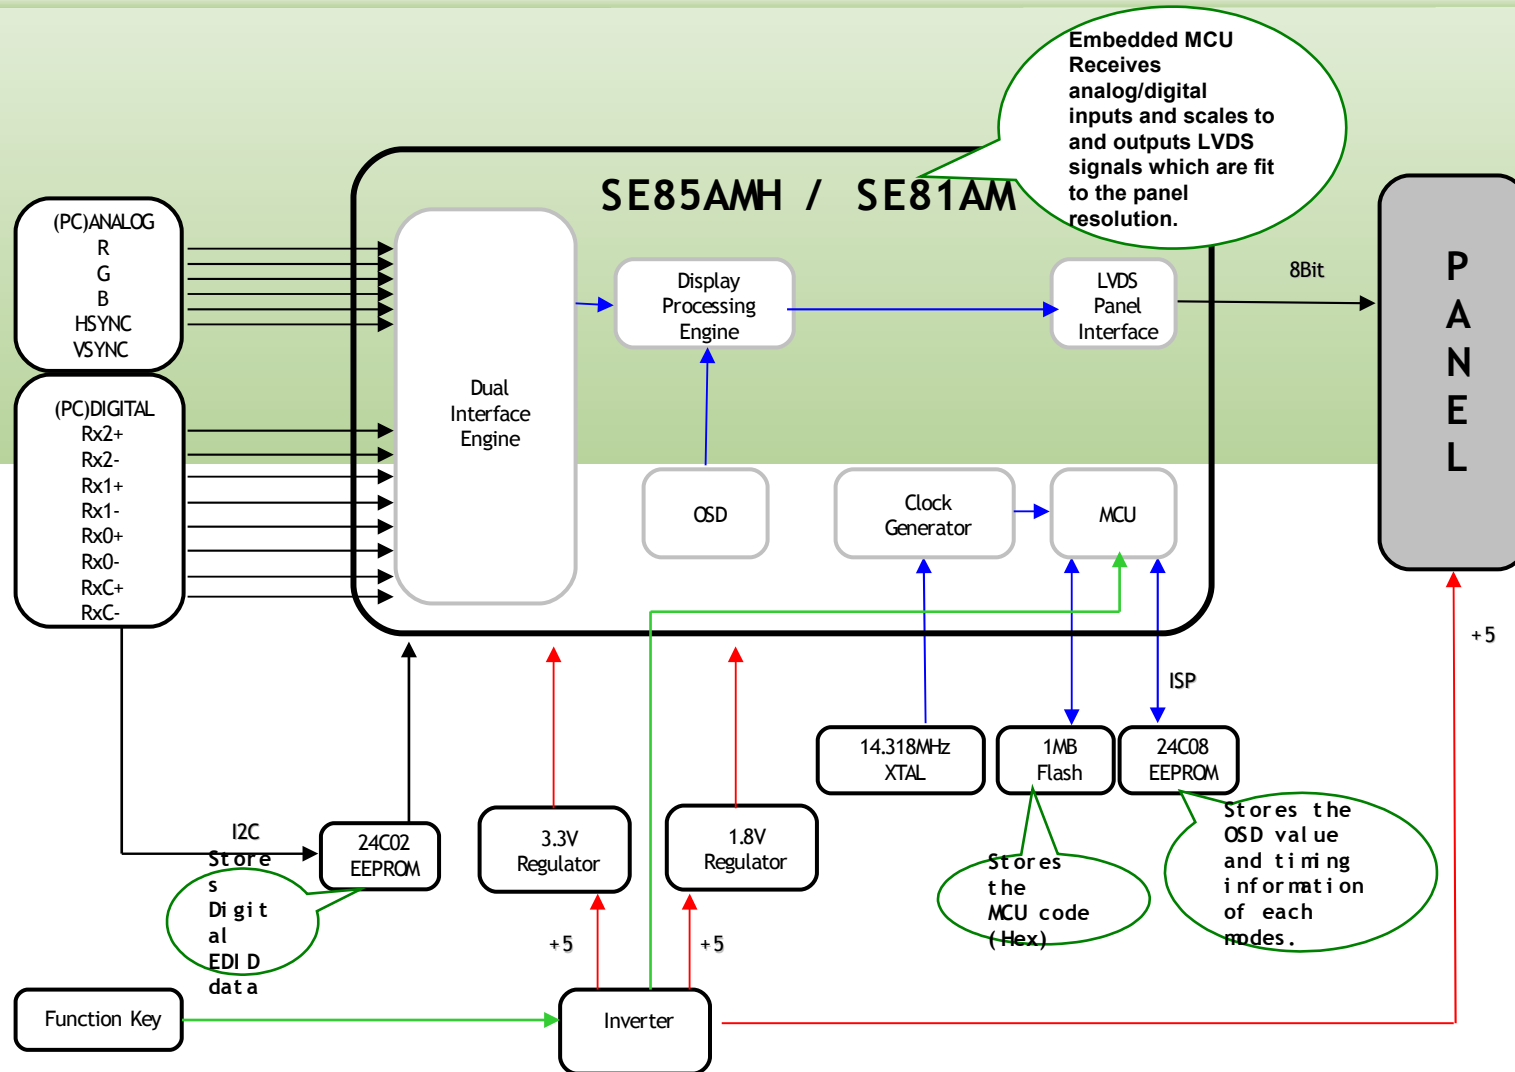 Embedded MCU
Receives
analog/digital
inputs and scales to
and outputs LVDS
signals which are fit
to the panel
resolution.
SE85AMH / SE81AM
(PC)ANALOG
R
G
B
HSYNC
VSYNC
(PC)DIGITAL
Rx2+
Rx2-
Rx1+
Rx1-
Rx0+
Rx0-
RxC+
RxC-
Dual
Interface
Engine
Display
Processing
Engine
LVDS
Panel
Interface
8Bit
P
A
N
E
L
OSD
Clock
Generator
MCU
+5
ISP
14.318MHz
XTAL
1MB
Flash
24C08
EEPROM
I2C
24C02
EEPROM
3.3V
Regulator
1.8V
Regulator
Store
s
Digit
al
EDID
data
Stores
the
MCU code
(Hex)
Stores the
OSD value
and timing
information
of each
modes.
+5
+5
Function Key
Inverter